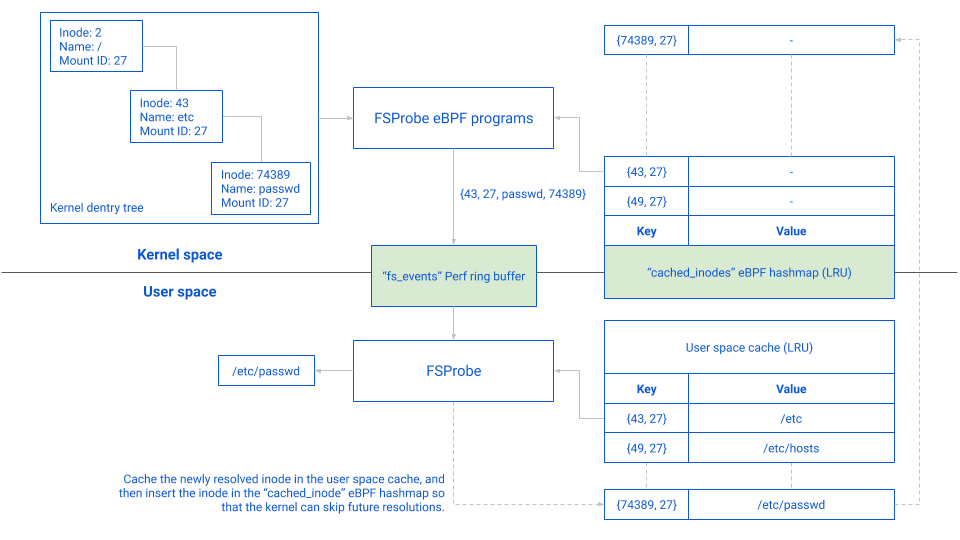 Inode: 2
Name: /
Mount ID: 27
Inode: 43
Name: etc
Mount ID: 27
Inode: 74389
Name: passwd
Mount ID: 27
Kernel dentry tree
FSProbe eBPF programs
{43, 27, passwd, 74389}
{74389, 27} -
{43, 27} -
{49, 27} -
Key Value
"cached_inodes" eBPF hashmap (LRU)
Kernel space
User space
"fs_events" Perf ring buffer
FSProbe
/etc/passwd
User space cache (LRU)
Key Value
{43, 27} /etc
{49, 27} /etc/hosts
{74389, 27} /etc/passwd
Cache the newly resolved inode in the user space cache, and
then insert the inode in the "cached_inode" eBPF hashmap so
that the kernel can skip future resolutions.